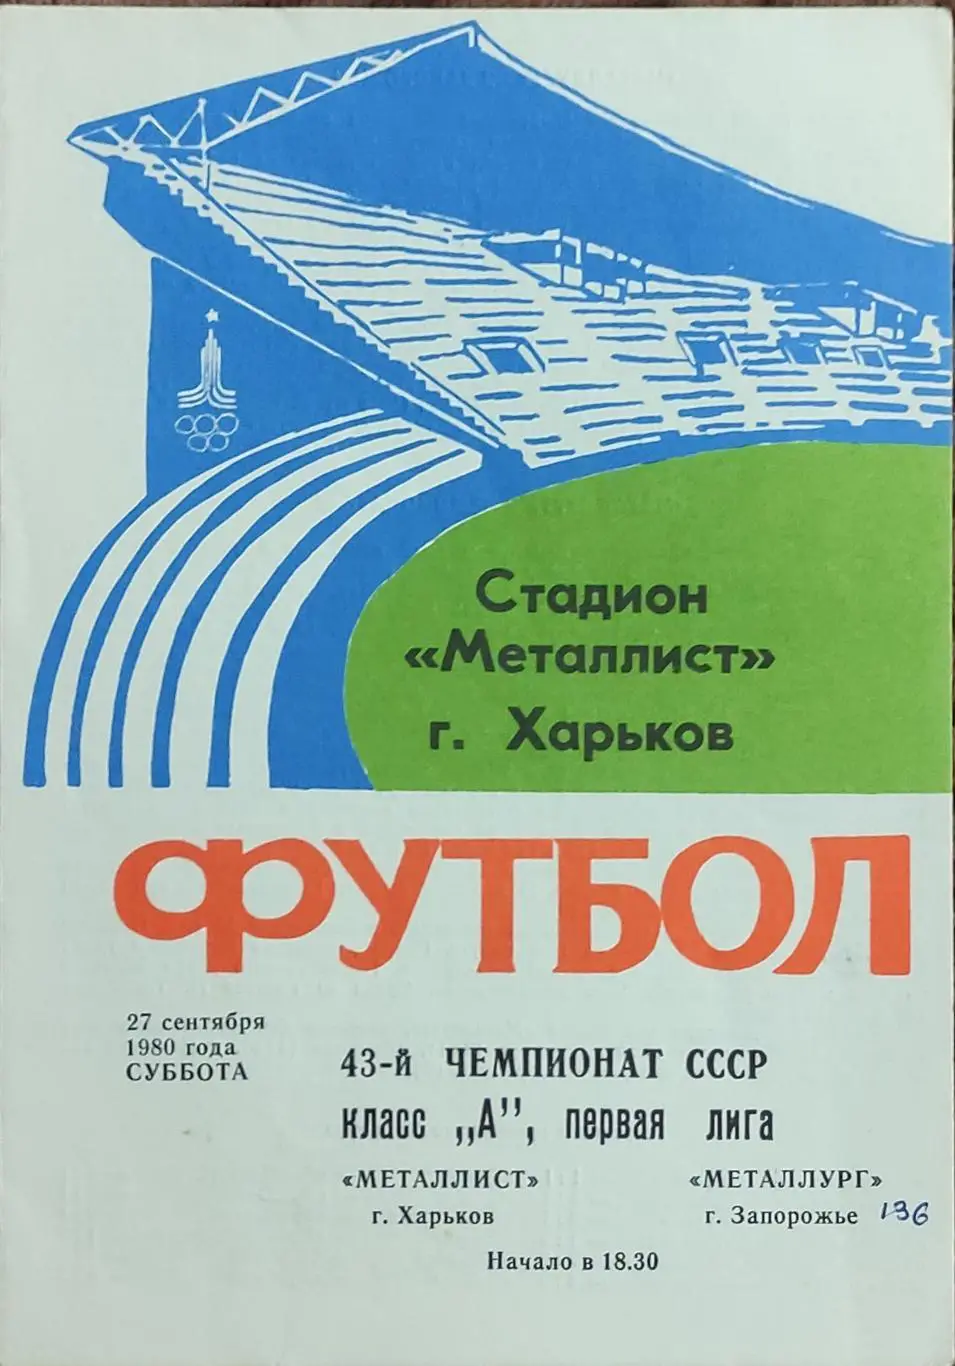 Стадион
«Металлист»
г. Харьков
ФУТБОЛ
27 сентября
1980 года
СУББОТА
43-й ЧЕМПИОНАТ СССР
класс „А”, первая лига
«МЕТАЛЛИСТ» «МЕТАЛЛУРГ»
г. Харьков г. Запорожье 136
Начало в 18.30